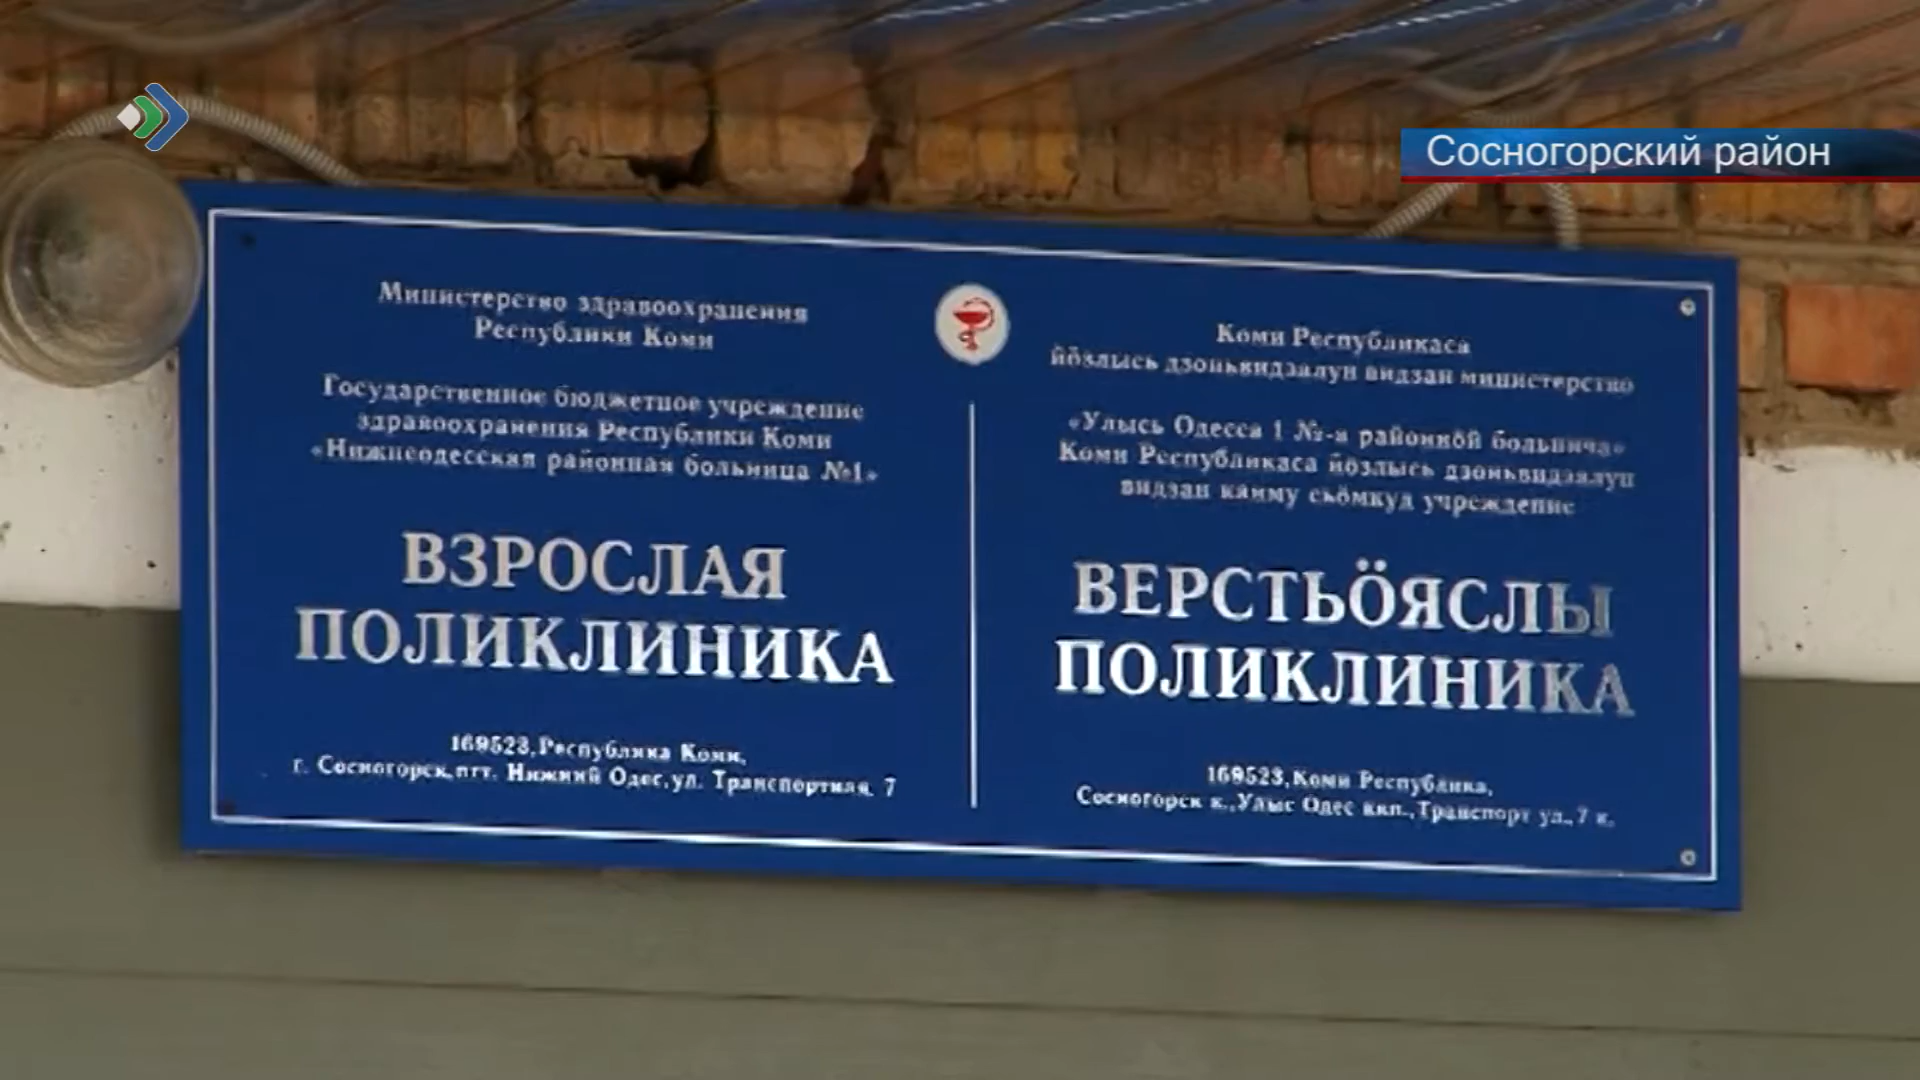 Сосногорский район
Министерство здравоохранения
Республики Коми
Государственное бюджетное учреждение
здравоохранения Республики Коми
«Нижнеодесская районная больница №1»
ВЗРОСЛАЯ
ПОЛИКЛИНИКА
169523, Республика Коми,
г. Сосногорск, пгт. Нижний Одес, ул. Транспортная, 7
Коми Республикаса
йӧзлысь дзоньвидзалун видзан министерство
«Улысь Одесса 1 №-а районнӧй больнича»
Коми Республикаса йӧзлысь дзоньвидзалун
видзан канму сьӧмкуд учреждение
ВЕРСТЬӦЯСЛЫ
ПОЛИКЛИНИКА
169523, Коми Республика,
Сосногорск к., Улыс Одес ккп., Транспорт ул., 7 к.